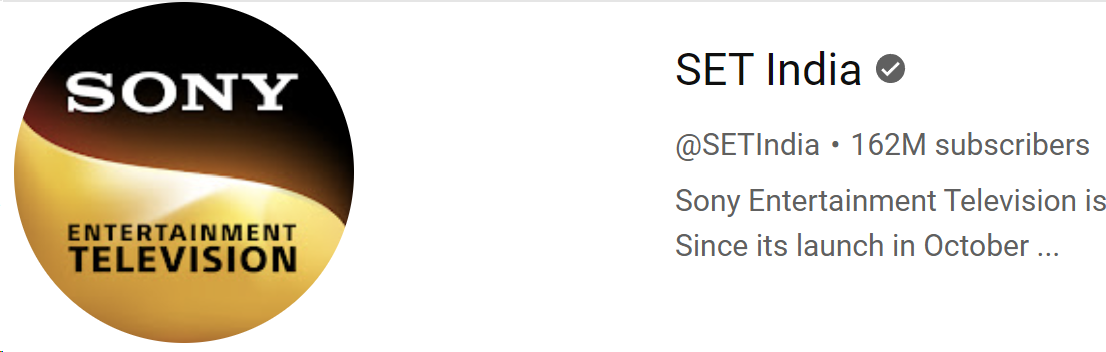 SONY
ENTERTAINMENT
TELEVISION
SET India
@SETIndia • 162M subscribers
Sony Entertainment Television is
Since its launch in October ...